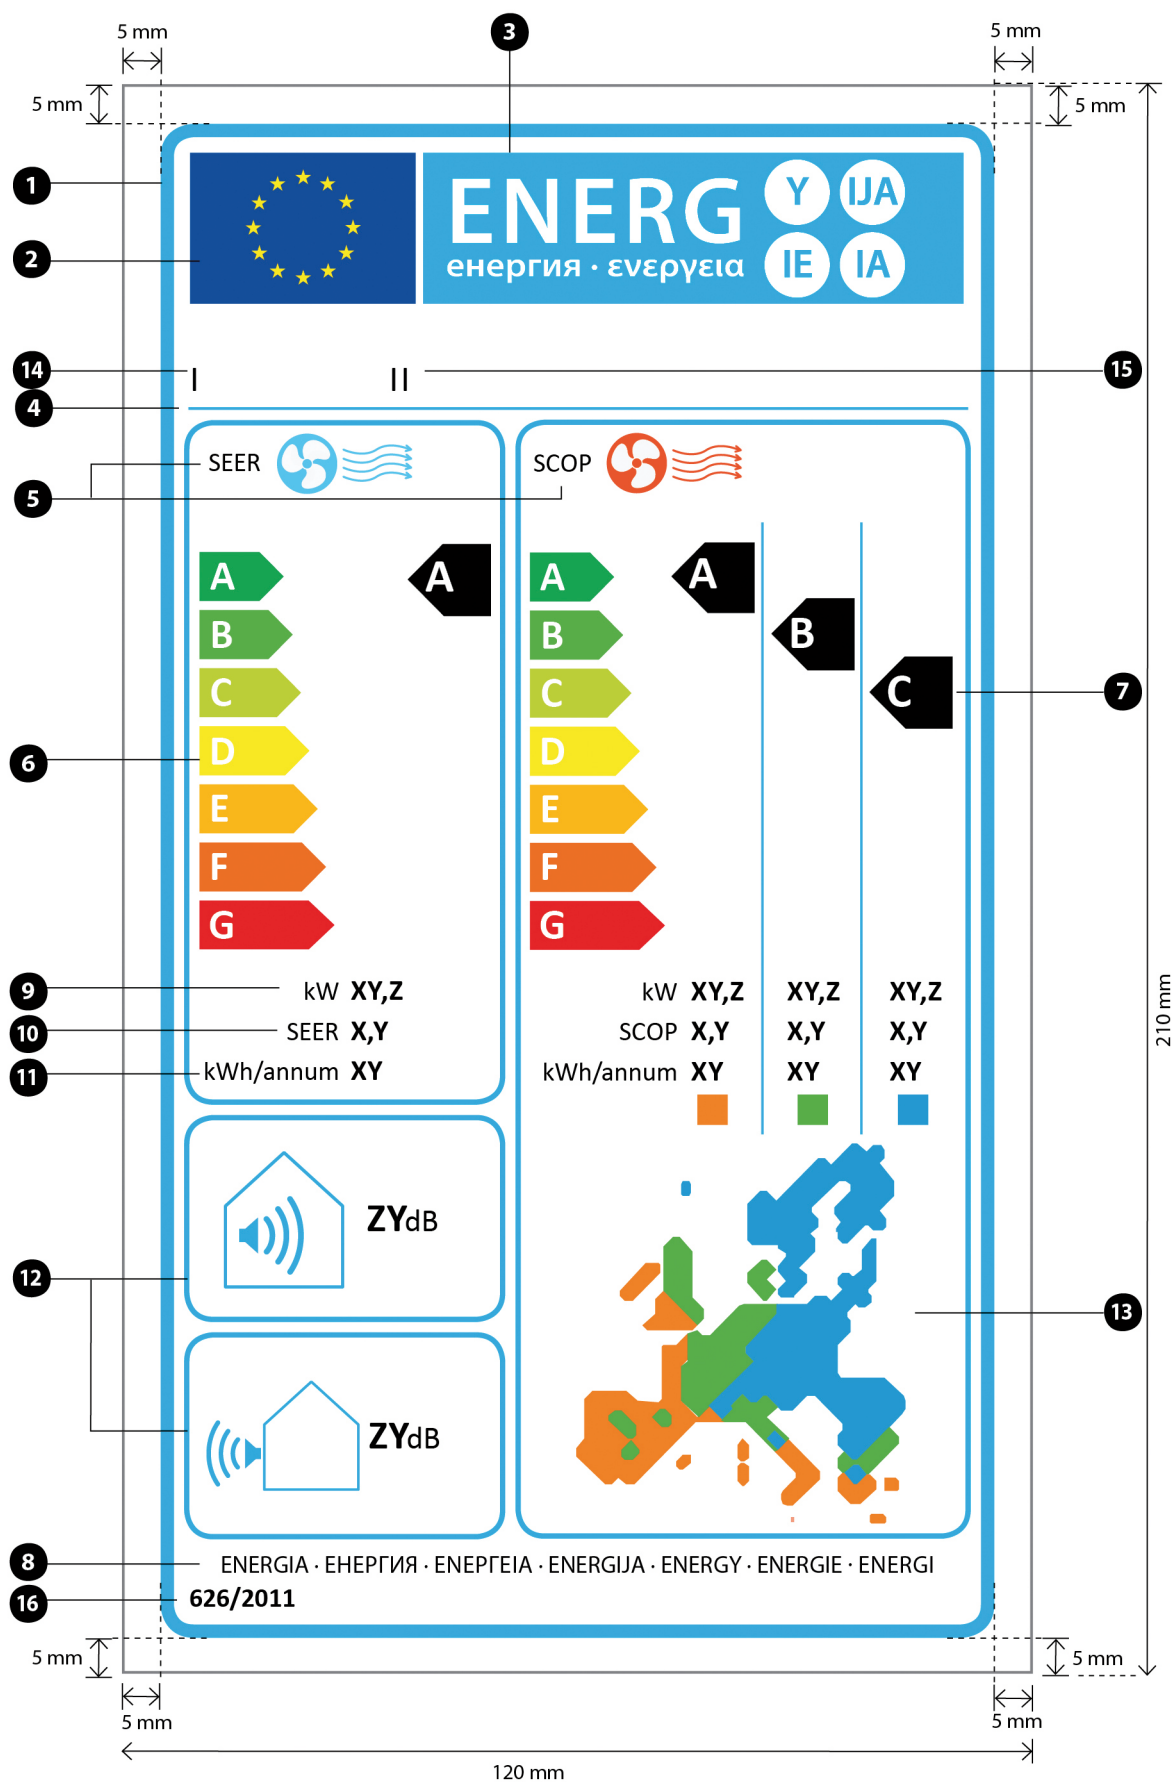 5 mm
3
5 mm
5 mm
5 mm
1
2
ENERG
енергия · ενεργεια
Y
IJA
IE
IA
14
I
II
15
4
SEER
SCOP
5
A
B
C
D
E
F
G
A
A
B
C
D
E
F
G
A
B
C
7
6
9
kW XY,Z
10
SEER X,Y
11
kWh/annum XY
kW XY,Z XY,Z XY,Z
SCOP X,Y X,Y X,Y
kWh/annum XY XY XY
210 mm
ZYdB
12
13
ZYdB
8
ENERGIA · ЕНЕРГИЯ · ΕΝΕΡΓΕΙΑ · ENERGIJA · ENERGY · ENERGIE · ENERGI
16
626/2011
5 mm
5 mm
5 mm
5 mm
120 mm